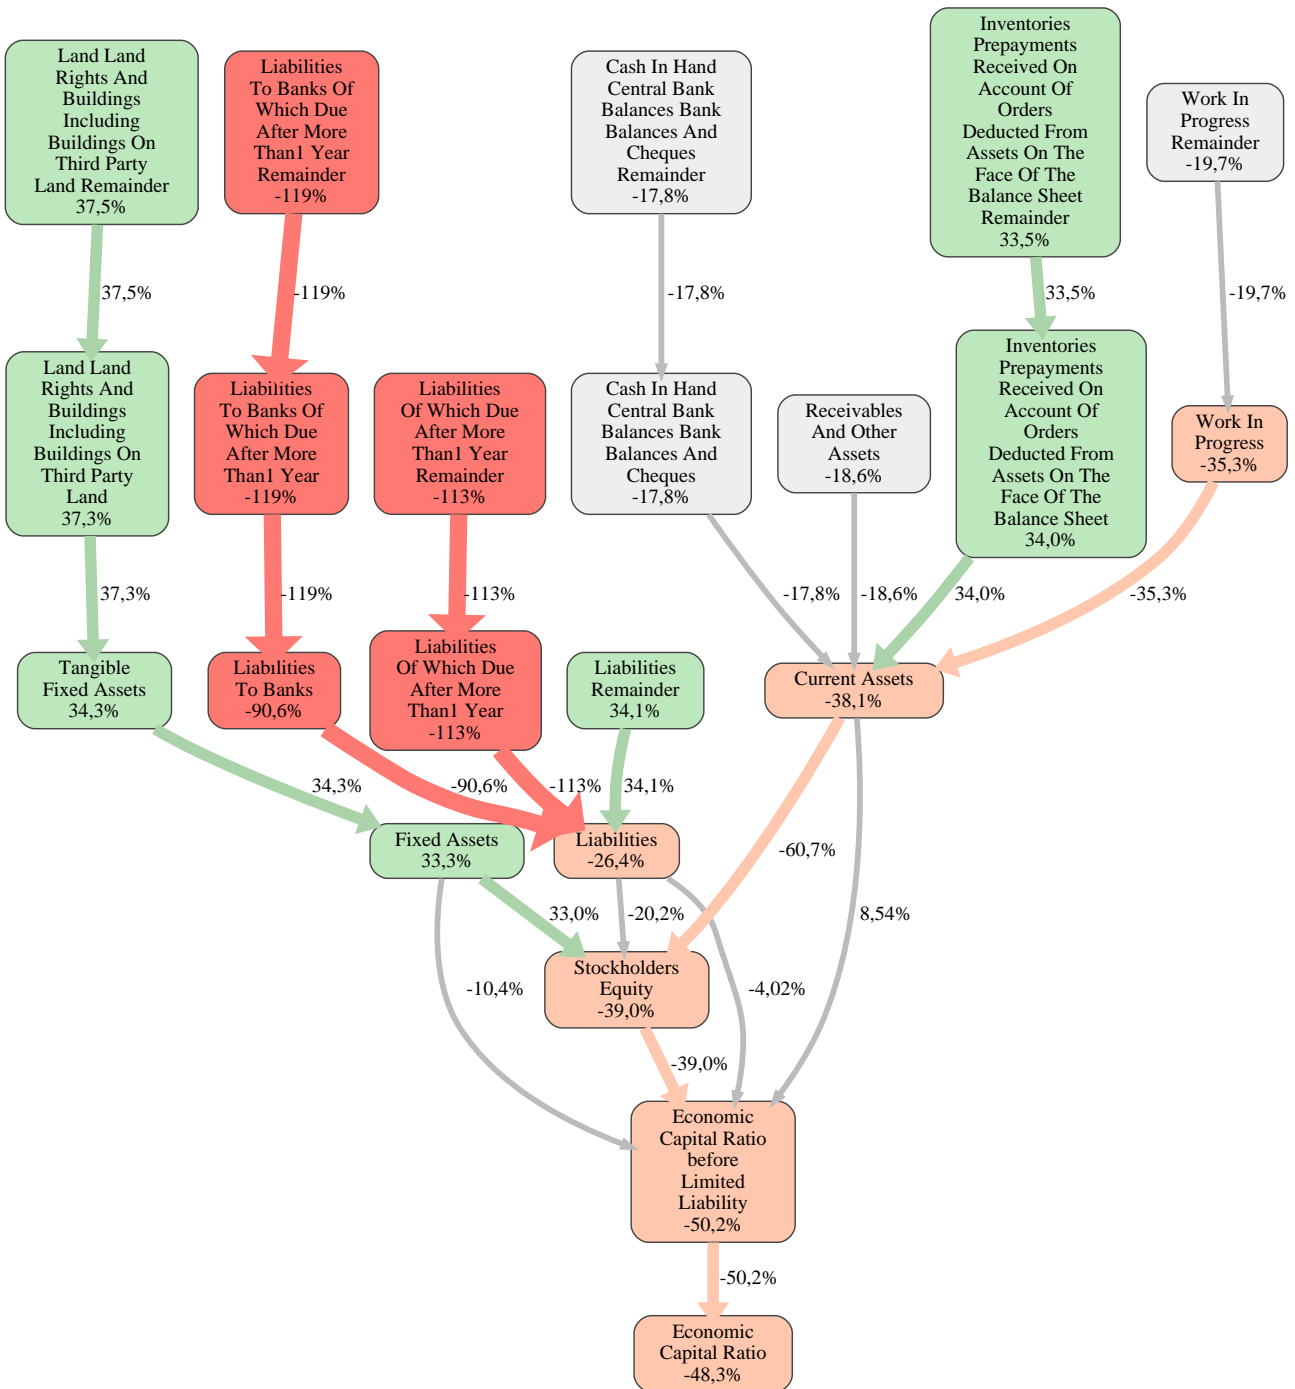 Land Land
Rights And
Buildings
Including
Buildings On
Third Party
Land Remainder
37,5%
Liabilities
To Banks Of
Which Due
After More
Than1 Year
Remainder
-119%
Cash In Hand
Central Bank
Balances Bank
Balances And
Cheques
Remainder
-17,8%
Inventories
Prepayments
Received On
Account Of
Orders
Deducted From
Assets On The
Face Of The
Balance Sheet
Remainder
33,5%
Work In
Progress
Remainder
-19,7%
37,5%
-119%
-17,8%
33,5%
-19,7%
Land Land
Rights And
Buildings
Including
Buildings On
Third Party
Land
37,3%
Liabilities
To Banks Of
Which Due
After More
Than1 Year
-119%
Liabilities
Of Which Due
After More
Than1 Year
Remainder
-113%
Cash In Hand
Central Bank
Balances Bank
Balances And
Cheques
-17,8%
Receivables
And Other
Assets
-18,6%
Inventories
Prepayments
Received On
Account Of
Orders
Deducted From
Assets On The
Face Of The
Balance Sheet
34,0%
Work In
Progress
-35,3%
37,3%
-119%
-113%
-17,8%
-18,6%
34,0%
-35,3%
Tangible
Fixed Assets
34,3%
Liabilities
To Banks
-90,6%
Liabilities
Of Which Due
After More
Than1 Year
-113%
Liabilities
Remainder
34,1%
Current Assets
-38,1%
34,3%
-90,6%
-113%
34,1%
Fixed Assets
33,3%
Liabilities
-26,4%
-60,7%
33,0%
-20,2%
8,54%
Stockholders
Equity
-39,0%
-10,4%
-4,02%
-39,0%
Economic
Capital Ratio
before
Limited
Liability
-50,2%
-50,2%
Economic
Capital Ratio
-48,3%